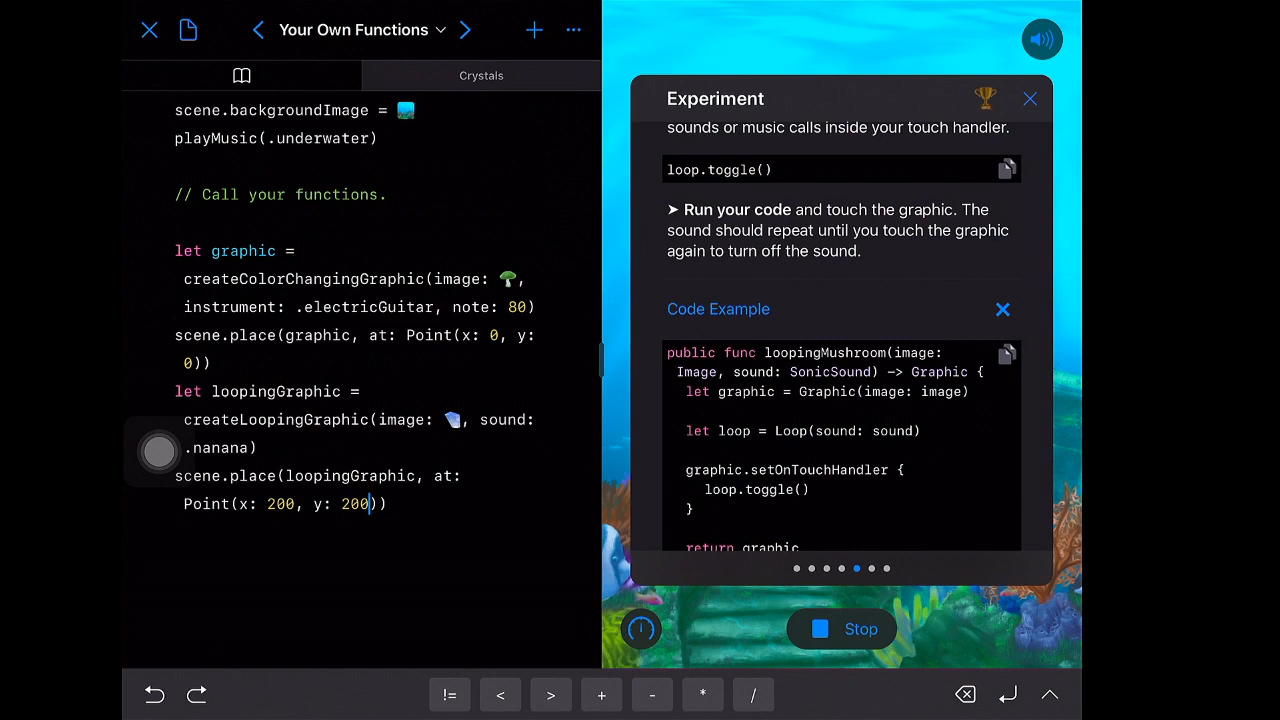 Your Own Functions
Crystals
scene.backgroundImage =
playMusic(.underwater)
// Call your functions.
let graphic =
createColorChangingGraphic(image: ,
instrument: .electricGuitar, note: 80)
scene.place(graphic, at: Point(x: 0, y:
0))
let loopingGraphic =
createLoopingGraphic(image: , sound:
.nanana)
scene.place(loopingGraphic, at:
Point(x: 200, y: 200))
!= < > + - * /
Experiment
sounds or music calls inside your touch handler.
loop.toggle()
➤ Run your code and touch the graphic. The
sound should repeat until you touch the graphic
again to turn off the sound.
Code Example
public func loopingMushroom(image:
Image, sound: SonicSound) -> Graphic {
let graphic = Graphic(image: image)
let loop = Loop(sound: sound)
graphic.setOnTouchHandler {
loop.toggle()
}
return graphic
Stop